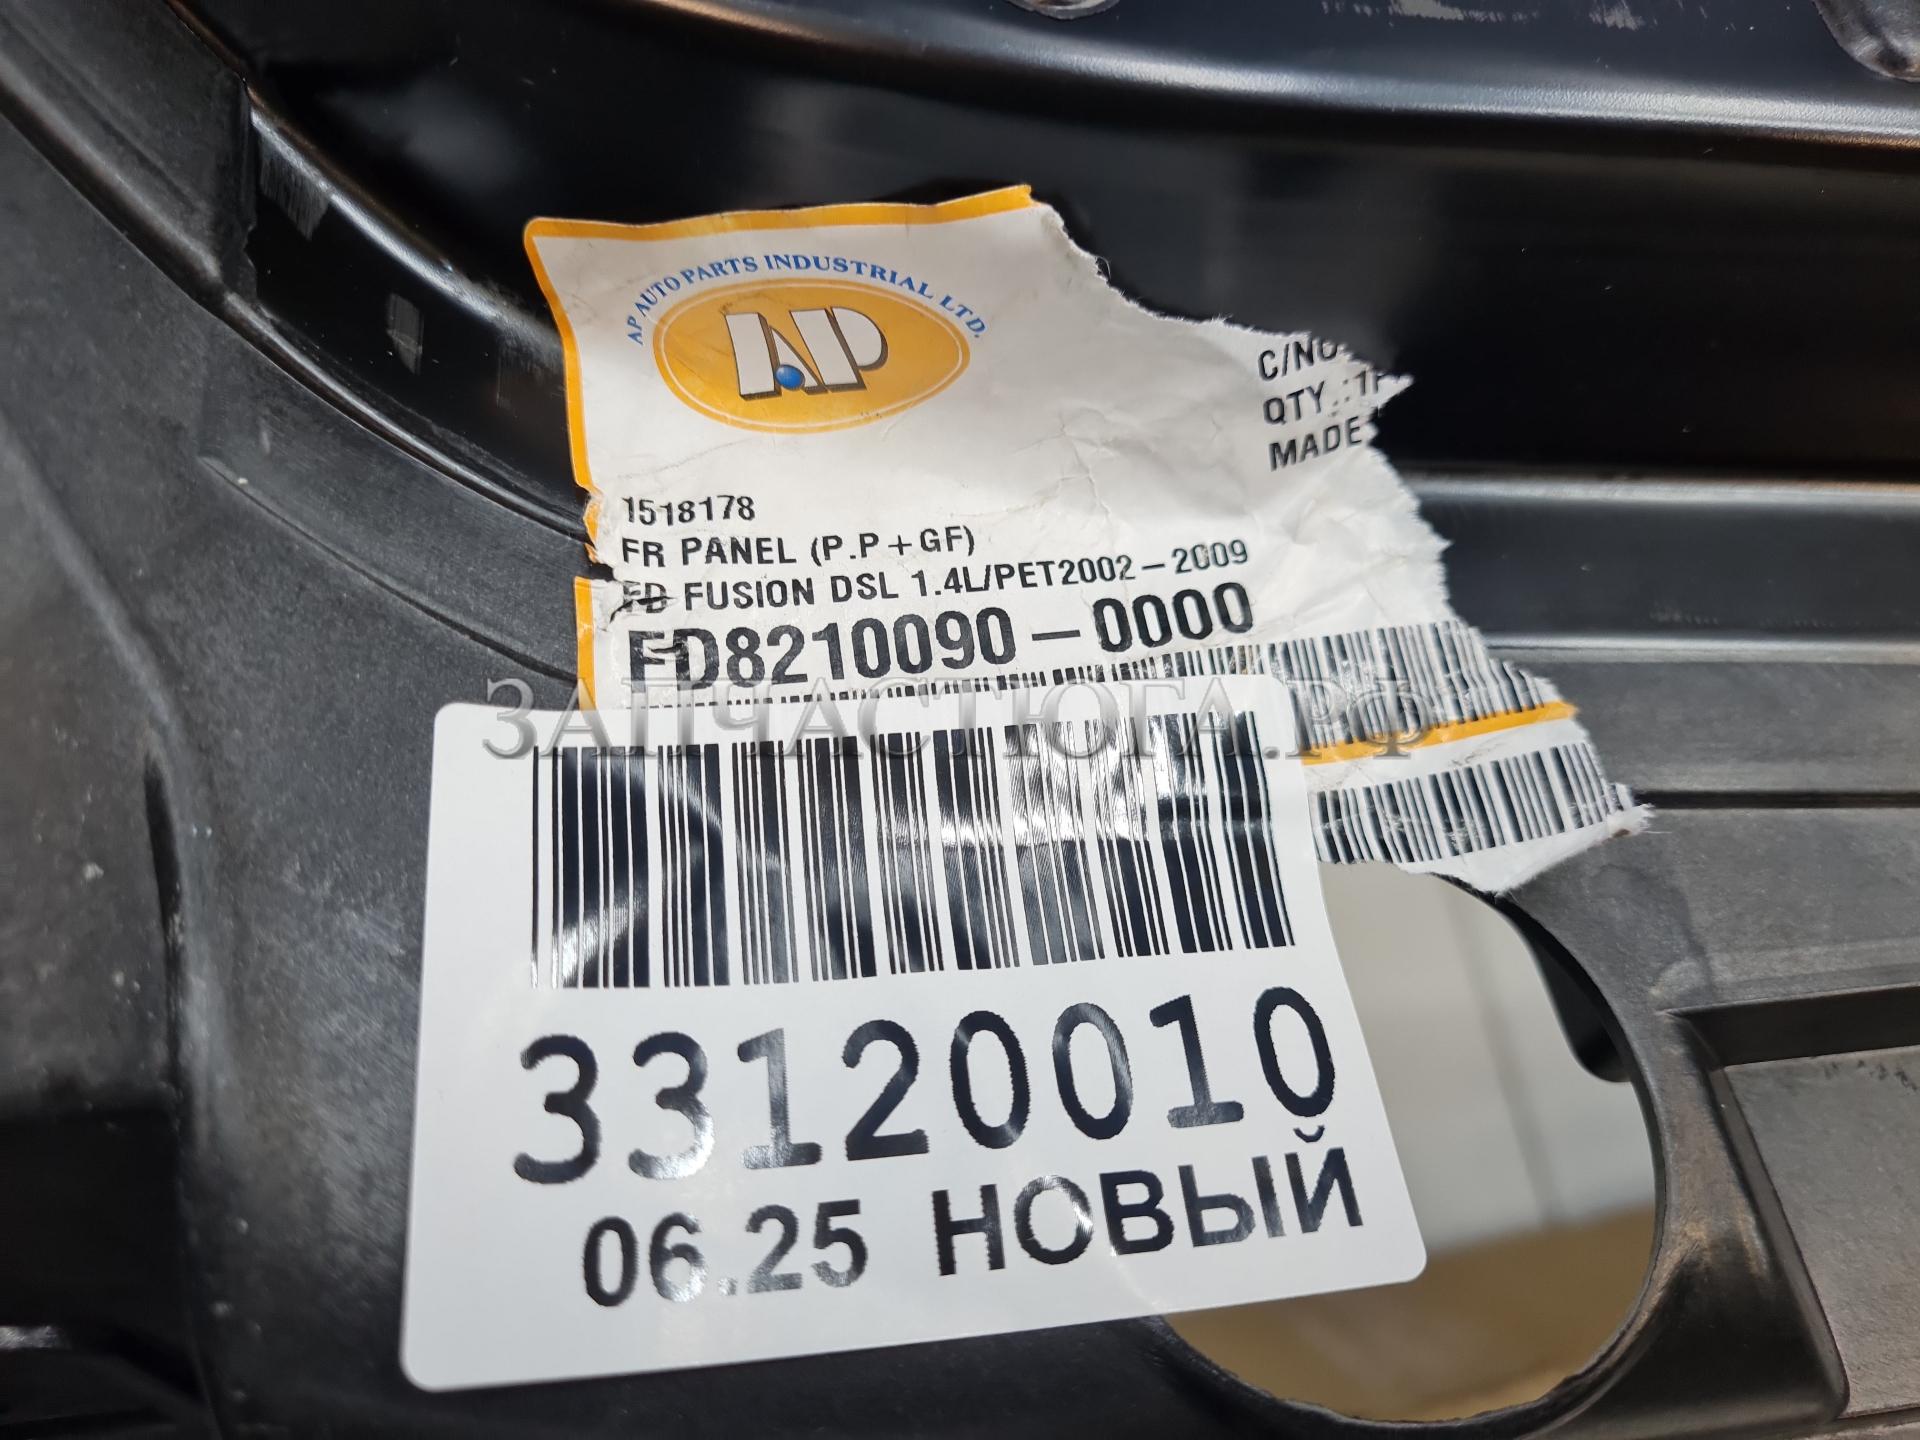 AP AUTO PARTS INDUSTRIAL LTD.
AP
C/NO
QTY.:1P
MADE
1518178
FR PANEL (P.P+GF)
FD FUSION DSL 1.4L/PET2002-2009
FD8210090-0000
ЗАПЧАСТЮГА.РФ
33120010
06.25 НОВЫЙ